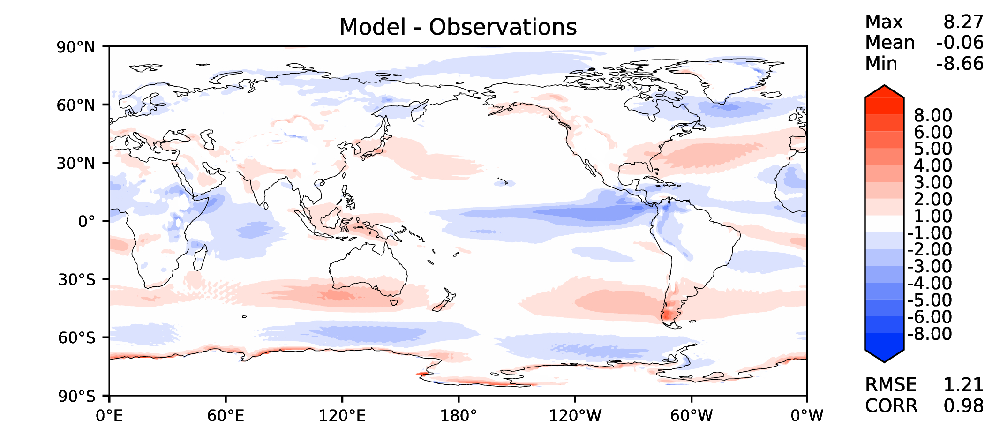 Model - Observations
Max 8.27
Mean -0.06
Min -8.66
90°N
60°N
30°N
0°
30°S
60°S
90°S
0°E 60°E 120°E 180° 120°W 60°W 0°W
8.00
6.00
5.00
4.00
3.00
2.00
1.00
-1.00
-2.00
-3.00
-4.00
-5.00
-6.00
-8.00
RMSE 1.21
CORR 0.98